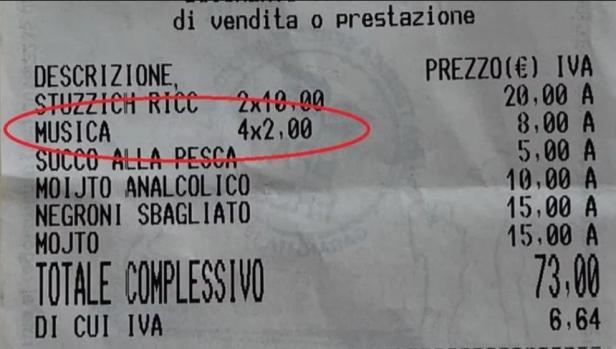 di vendita o prestazione
DESCRIZIONE PREZZO(€) IVA
STUZZICH RICC 2x10,00 20,00 A
MUSICA 4x2,00 8,00 A
SUCCO ALLA PESCA 5,00 A
MOIJTO ANALCOLICO 10,00 A
NEGRONI SBAGLIATO 15,00 A
MOJTO 15,00 A
TOTALE COMPLESSIVO 73,00
DI CUI IVA 6,64